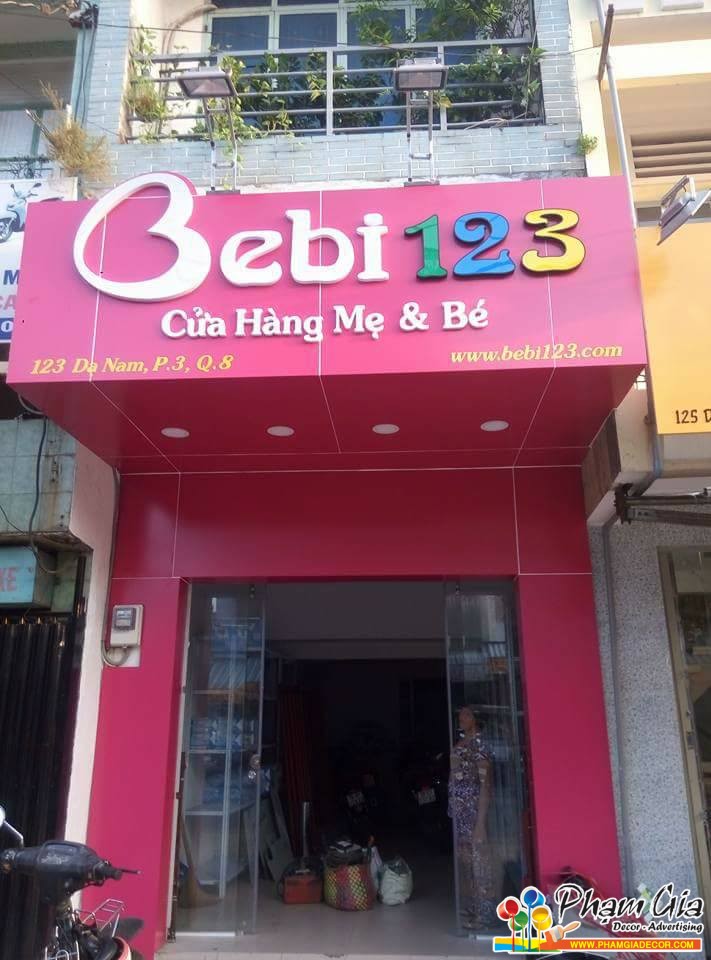 Bebi 123
Cửa Hàng Mẹ & Bé
123 Dạ Nam, P.3, Q.8
www.bebi123.com
125 D
Phạm Gia
Decor - Advertising
WWW.PHAMGIADECOR.COM